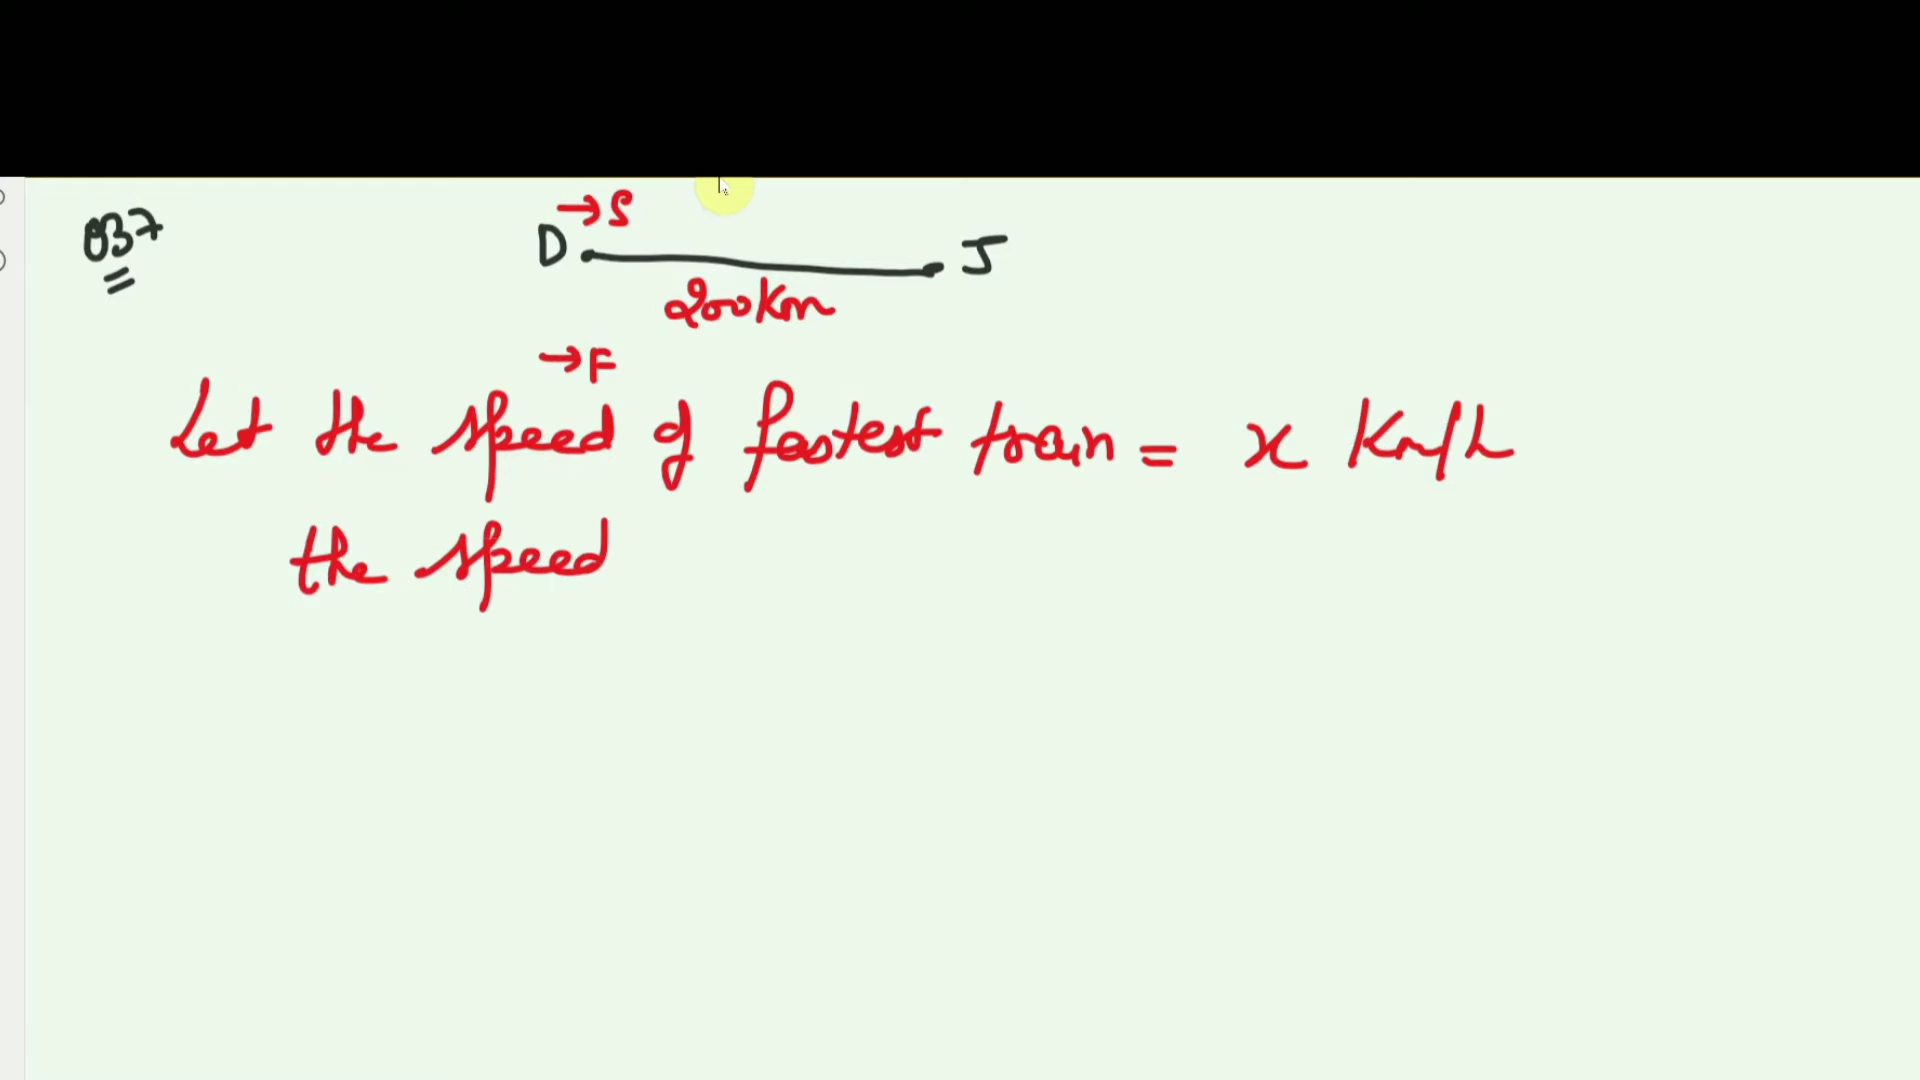 Q37
→S
D J
200Km
→F
Let the speed of fastest train = x Km/h
the speed